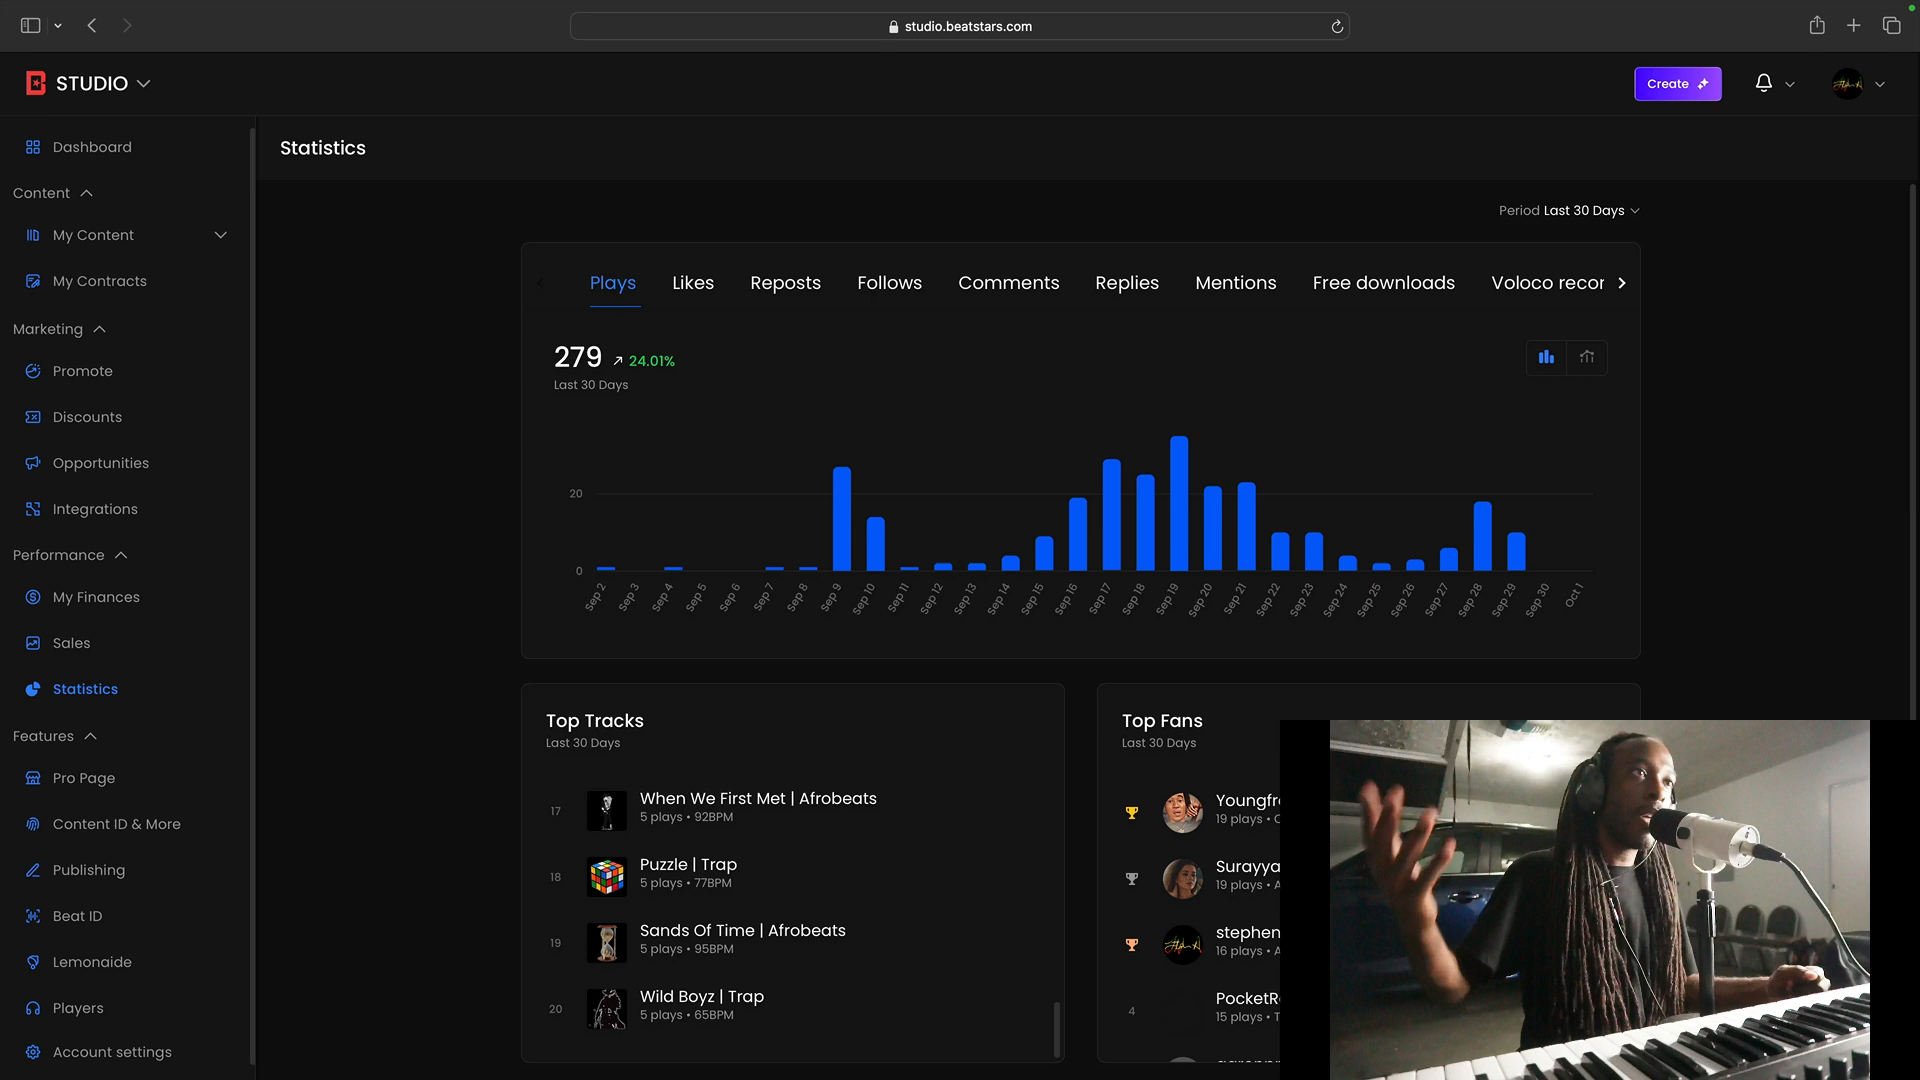 studio.beatstars.com
STUDIO
Create
Dashboard
Content
My Content
My Contracts
Marketing
Promote
Discounts
Opportunities
Integrations
Performance
My Finances
Sales
Statistics
Features
Pro Page
Content ID & More
Publishing
Beat ID
Lemonaide
Players
Account settings
Statistics
Period Last 30 Days
Plays Likes Reposts Follows Comments Replies Mentions Free downloads Voloco recor
279 24.01%
Last 30 Days
20
0
Sep 2 Sep 3 Sep 4 Sep 5 Sep 6 Sep 7 Sep 8 Sep 9 Sep 10 Sep 11 Sep 12 Sep 13 Sep 14 Sep 15 Sep 16 Sep 17 Sep 18 Sep 19 Sep 20 Sep 21 Sep 22 Sep 23 Sep 24 Sep 25 Sep 26 Sep 27 Sep 28 Sep 29 Sep 30 Oct 1
Top Tracks
Last 30 Days
17
When We First Met | Afrobeats
5 plays • 92BPM
18
Puzzle | Trap
5 plays • 77BPM
19
Sands Of Time | Afrobeats
5 plays • 95BPM
20
Wild Boyz | Trap
5 plays • 65BPM
Top Fans
Last 30 Days
Youngfr
19 plays •
Surayya
19 plays •
stephen
16 plays •
4
PocketR
15 plays •